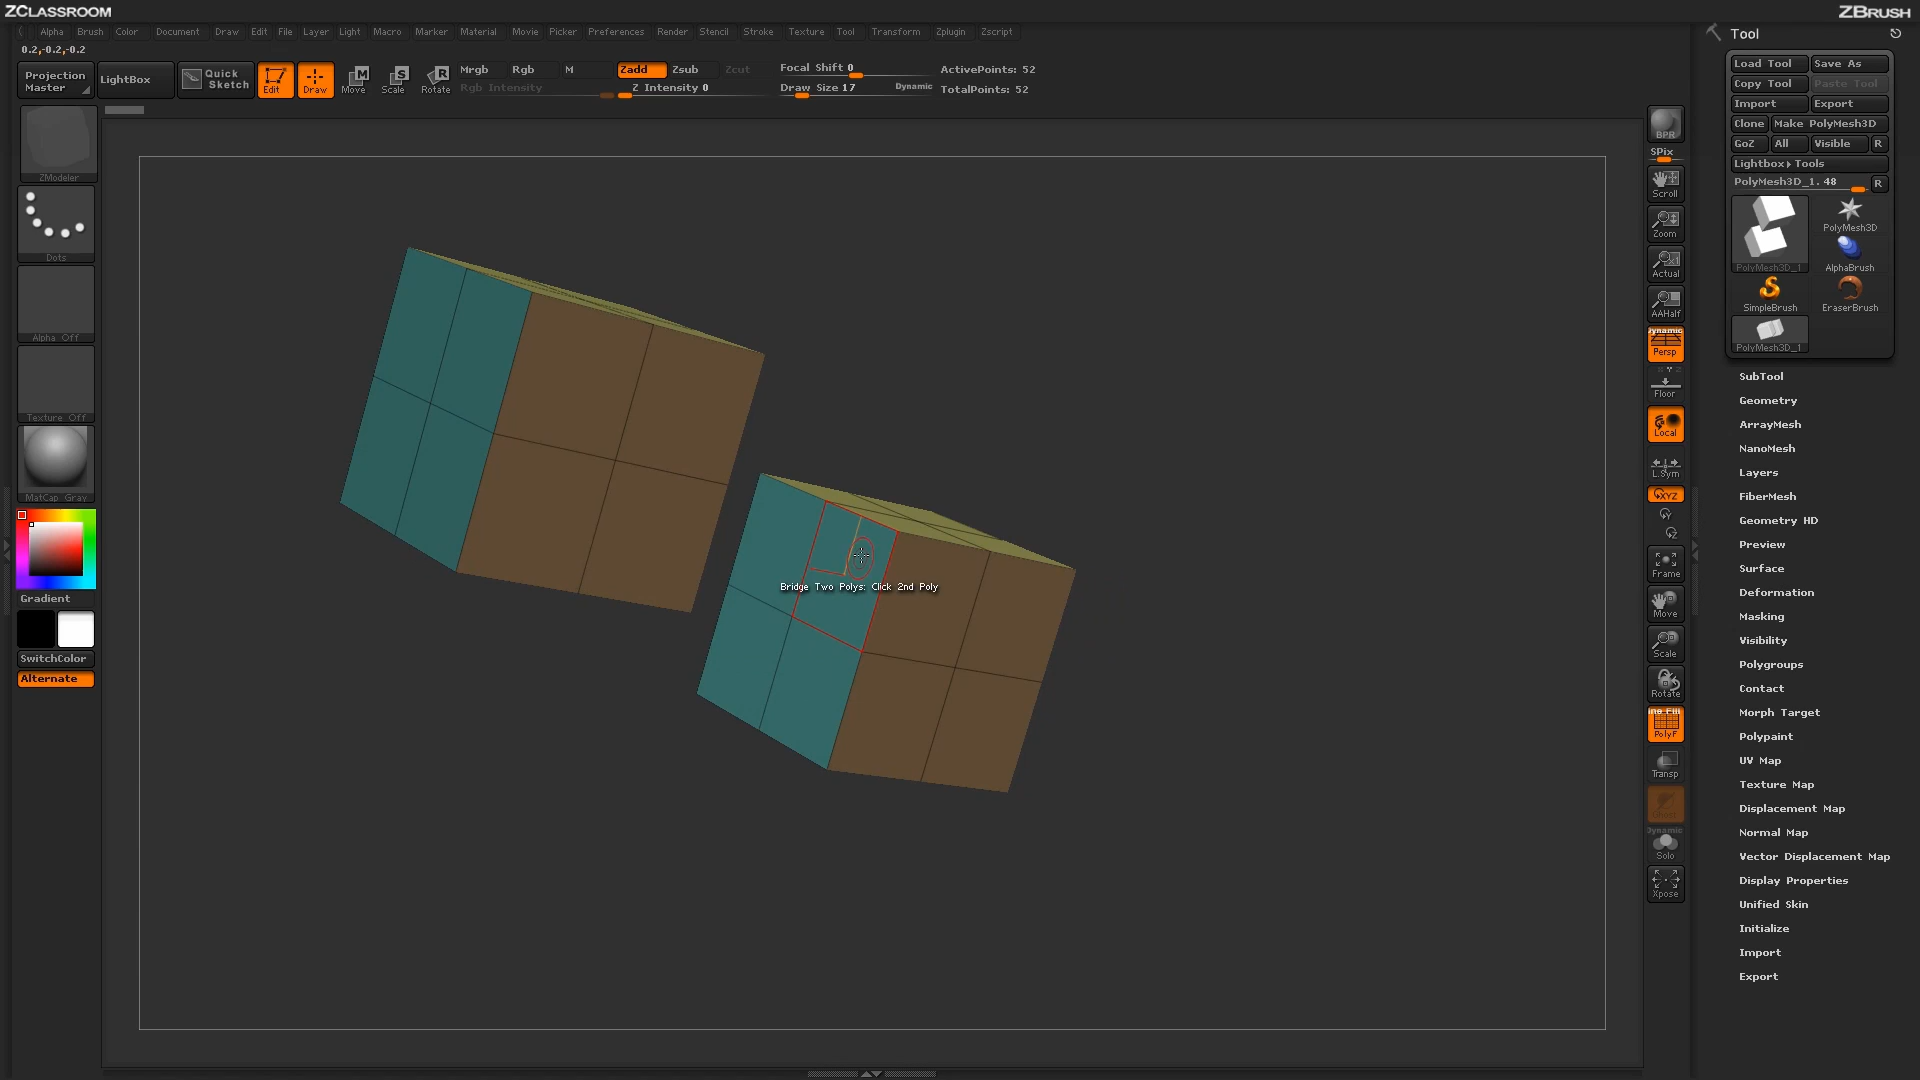 ZCLASSROOM
ZBRUSH
Alpha Brush Color Document Draw Edit File Layer Light Macro Marker Material Movie Picker Preferences Render Stencil Stroke Texture Tool Transform Zplugin Zscript
0.2,-0.2,-0.2
Projection Master
LightBox
Quick Sketch
Edit
Draw
Move
Scale
Rotate
Mrgb Rgb M
Rgb Intensity
Zadd Zsub Zcut
Z Intensity 0
Focal Shift 0
Draw Size 17
Dynamic
ActivePoints: 52
TotalPoints: 52
ZModeler
Dots
Alpha Off
Texture Off
MatCap Gray
Gradient
SwitchColor
Alternate
Bridge Two Polys: Click 2nd Poly
BPR
SPix
Scroll
Zoom
Actual
AAHalf
Dynamic
Persp
Floor
Local
L.Sym
XYZ
Frame
Move
Scale
Rotate
PolyF
Transp
Dynamic
Solo
Xpose
Tool
Load Tool Save As
Copy Tool Paste Tool
Import Export
Clone Make PolyMesh3D
GoZ All Visible R
Lightbox▸Tools
PolyMesh3D_1. 48 R
PolyMesh3D_1
PolyMesh3D
AlphaBrush
SimpleBrush
EraserBrush
PolyMesh3D_1
SubTool
Geometry
ArrayMesh
NanoMesh
Layers
FiberMesh
Geometry HD
Preview
Surface
Deformation
Masking
Visibility
Polygroups
Contact
Morph Target
Polypaint
UV Map
Texture Map
Displacement Map
Normal Map
Vector Displacement Map
Display Properties
Unified Skin
Initialize
Import
Export